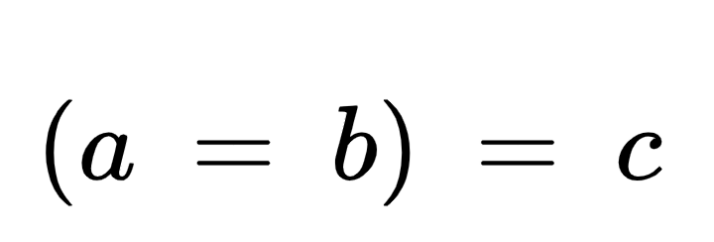 (a = b) = c